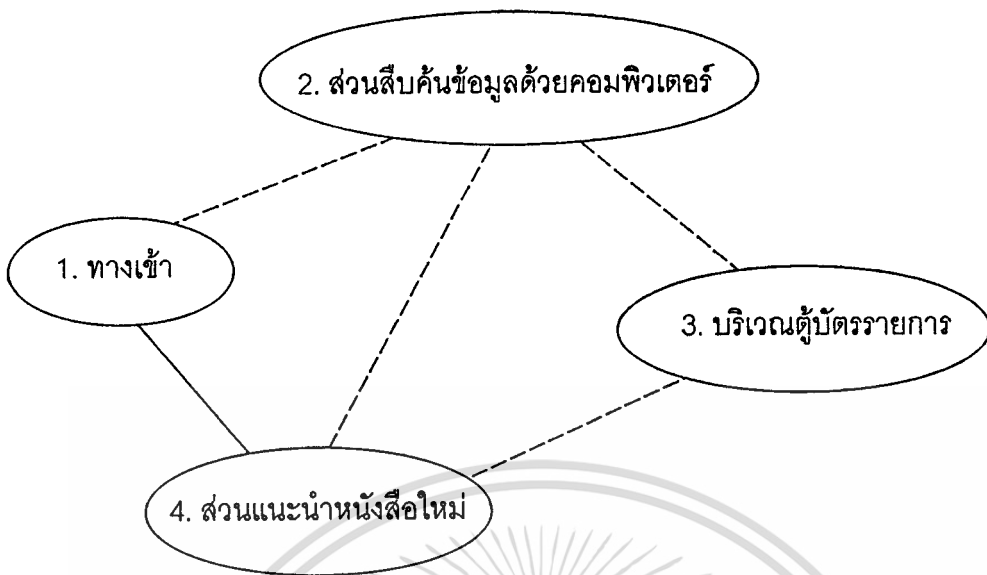 2. ส่วนสืบค้นข้อมูลด้วยคอมพิวเตอร์
1. ทางเข้า
3. บริเวณตู้บัตรรายการ
4. ส่วนแนะนำหนังสือใหม่